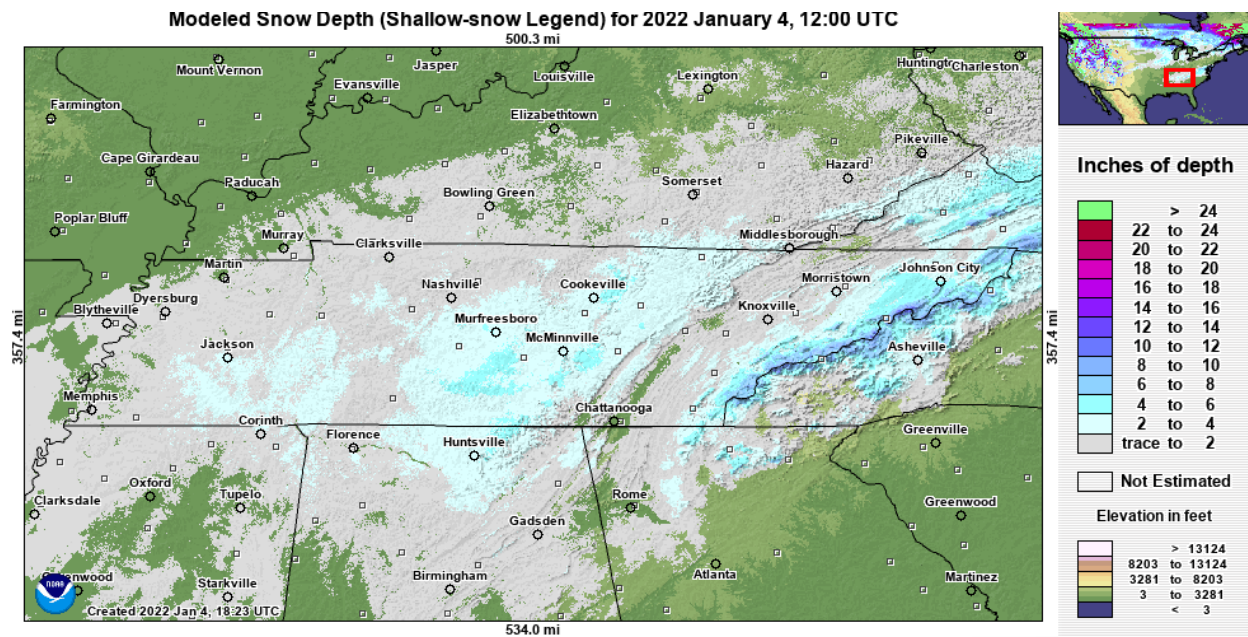 Modeled Snow Depth (Shallow-snow Legend) for 2022 January 4, 12:00 UTC
500.3 mi
Mount Vernon
Jasper
Louisville
Lexington
Charleston
Evansville
Farmington
Elizabethtown
Pikeville
Cape Girardeau
Hazard
Paducah
Somerset
Bowling Green
Poplar Bluff
Murray
Clarksville
Middlesborough
Martin
Johnson City
Nashville
Cookeville
Morristown
Dyersburg
Blytheville
Knoxville
Murfreesboro
McMinnville
357.4 mi
357.4 mi
Jackson
Asheville
Memphis
Chattanooga
Corinth
Florence
Huntsville
Greenville
Oxford
Tupelo
Rome
Clarksdale
Greenwood
Gadsden
Birmingham
Atlanta
Martinez
Starkville
NOAA
Created 2022 Jan 4, 18:23 UTC
534.0 mi
Inches of depth
> 24
22 to 24
20 to 22
18 to 20
16 to 18
14 to 16
12 to 14
10 to 12
8 to 10
6 to 8
4 to 6
2 to 4
trace to 2
Not Estimated
Elevation in feet
> 13124
8203 to 13124
3281 to 8203
3 to 3281
< 3